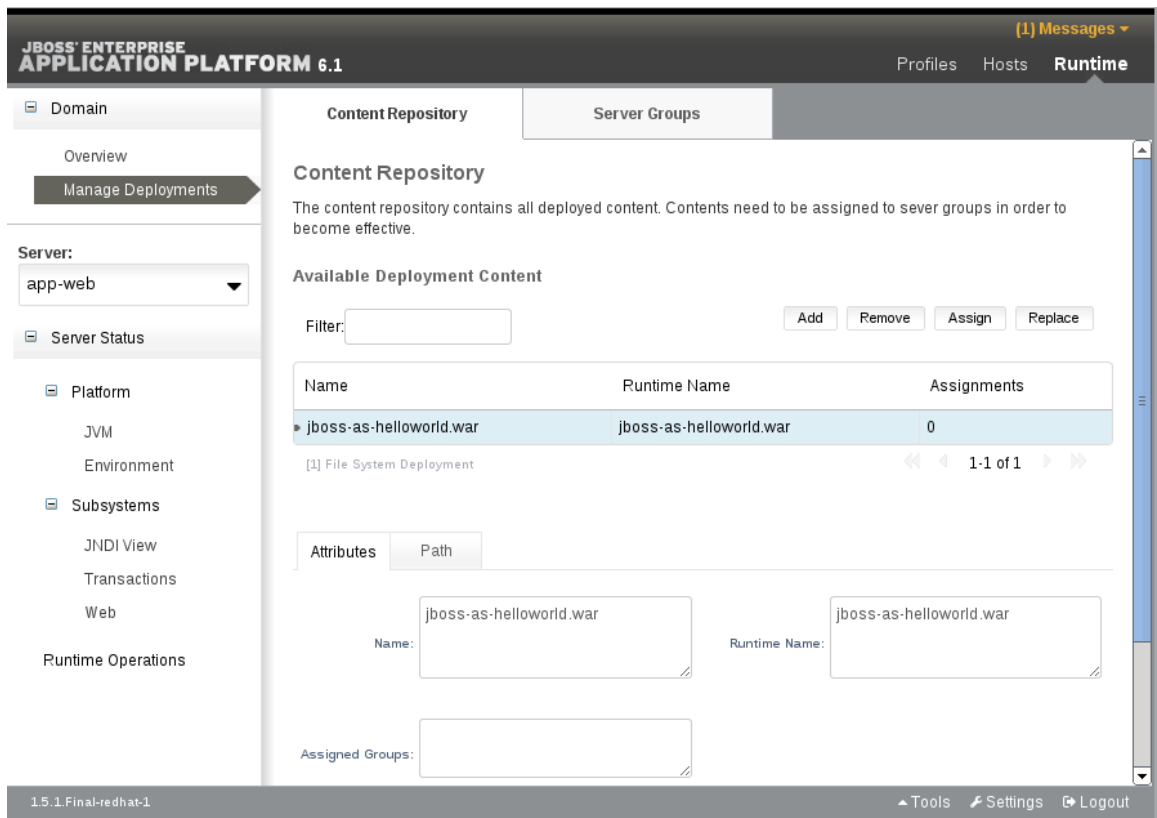 (1) Messages
JBOSS' ENTERPRISE
APPLICATION PLATFORM 6.1
Profiles Hosts Runtime
Domain
Overview
Manage Deployments
Server:
app-web
Server Status
Platform
JVM
Environment
Subsystems
JNDI View
Transactions
Web
Runtime Operations
Content Repository Server Groups
Content Repository
The content repository contains all deployed content. Contents need to be assigned to sever groups in order to
become effective.
Available Deployment Content
Filter:
Add Remove Assign Replace
Name Runtime Name Assignments
jboss-as-helloworld.war jboss-as-helloworld.war 0
[1] File System Deployment 1-1 of 1
Attributes Path
Name: jboss-as-helloworld.war Runtime Name: jboss-as-helloworld.war
Assigned Groups:
1.5.1.Final-redhat-1 Tools Settings Logout